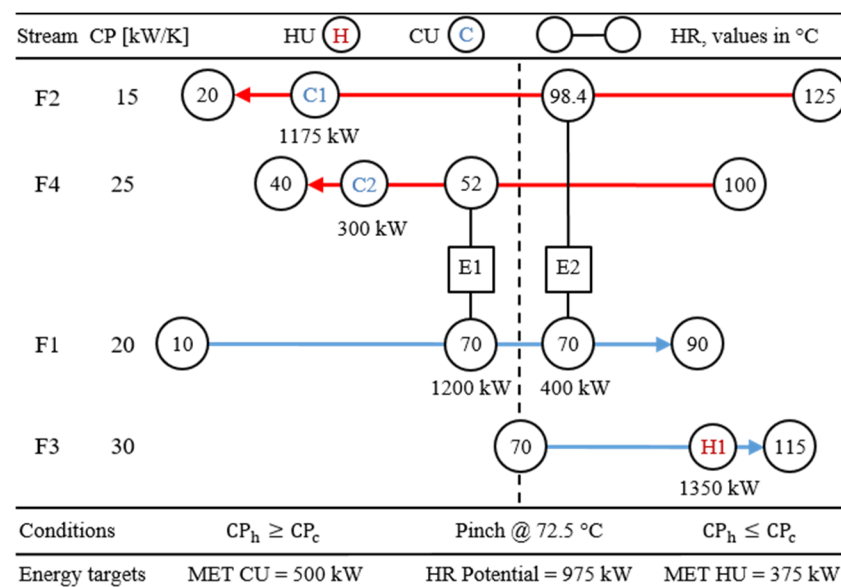 Stream CP [kW/K] HU H CU C HR, values in °C
F2 15 20 C1 98.4 125
1175 kW
F4 25 40 C2 52 100
300 kW
E1 E2
F1 20 10 70 70 90
1200 kW 400 kW
F3 30 70 H1 115
1350 kW
Conditions CPh ≥ CPc Pinch @ 72.5 °C CPh ≤ CPc
Energy targets MET CU = 500 kW HR Potential = 975 kW MET HU = 375 kW